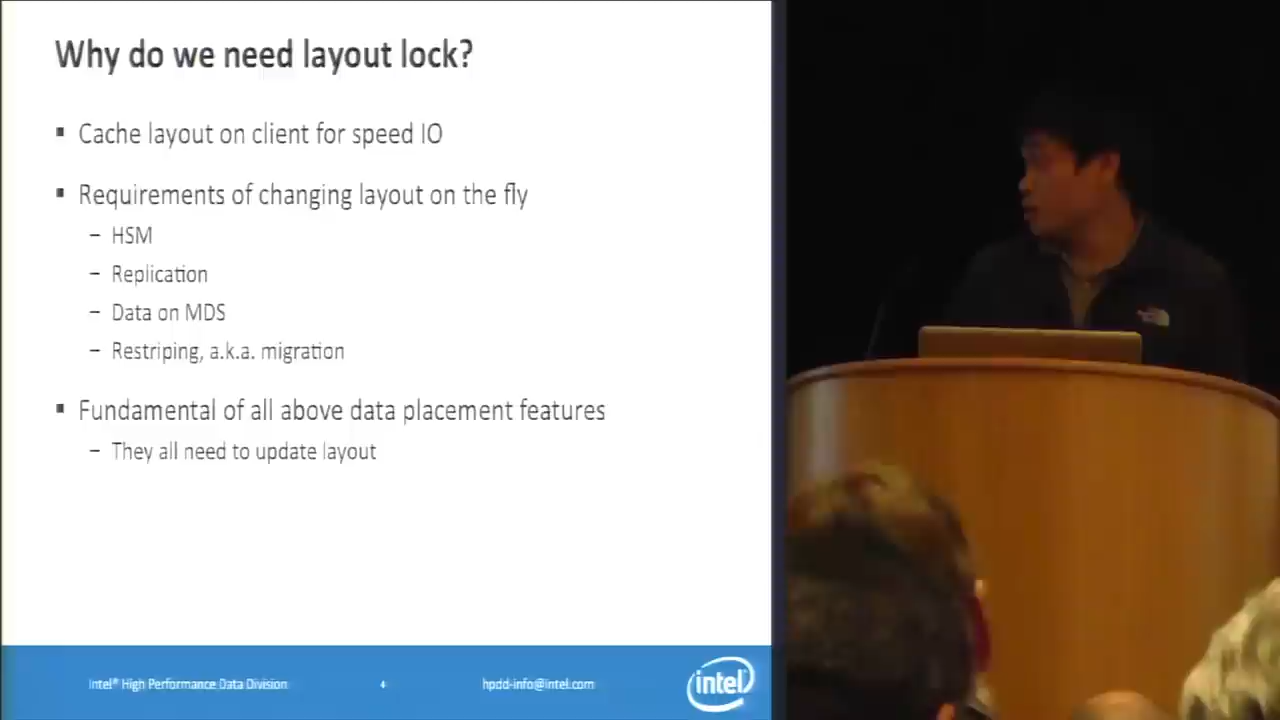 Why do we need layout lock?
▪ Cache layout on client for speed IO
▪ Requirements of changing layout on the fly
– HSM
– Replication
– Data on MDS
– Restriping, a.k.a. migration
▪ Fundamental of all above data placement features
– They all need to update layout
Intel® High Performance Data Division 4 hpdd-info@intel.com
intel